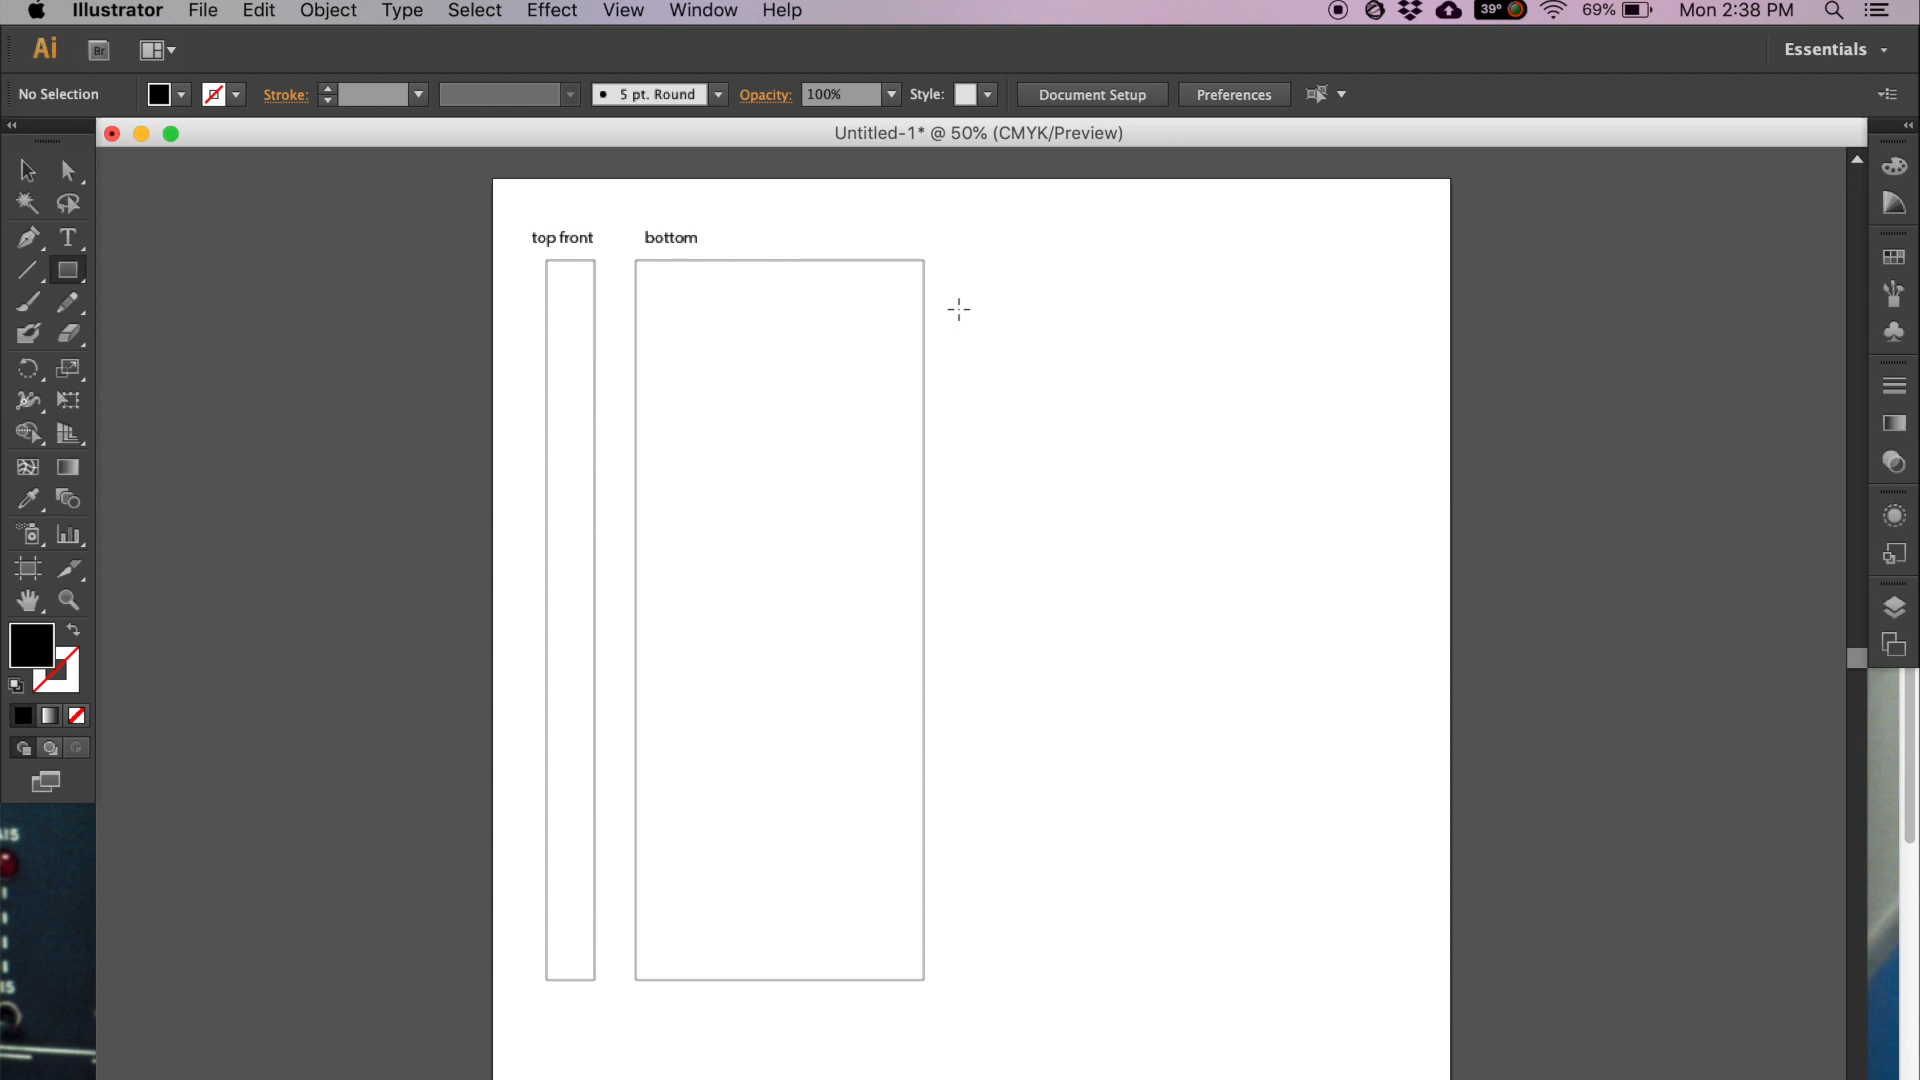 Illustrator File Edit Object Type Select Effect View Window Help 39° 69% Mon 2:38 PM
Ai Br Essentials
No Selection Stroke: 5 pt. Round Opacity: 100% Style: Document Setup Preferences
Untitled-1* @ 50% (CMYK/Preview)
T
top front bottom